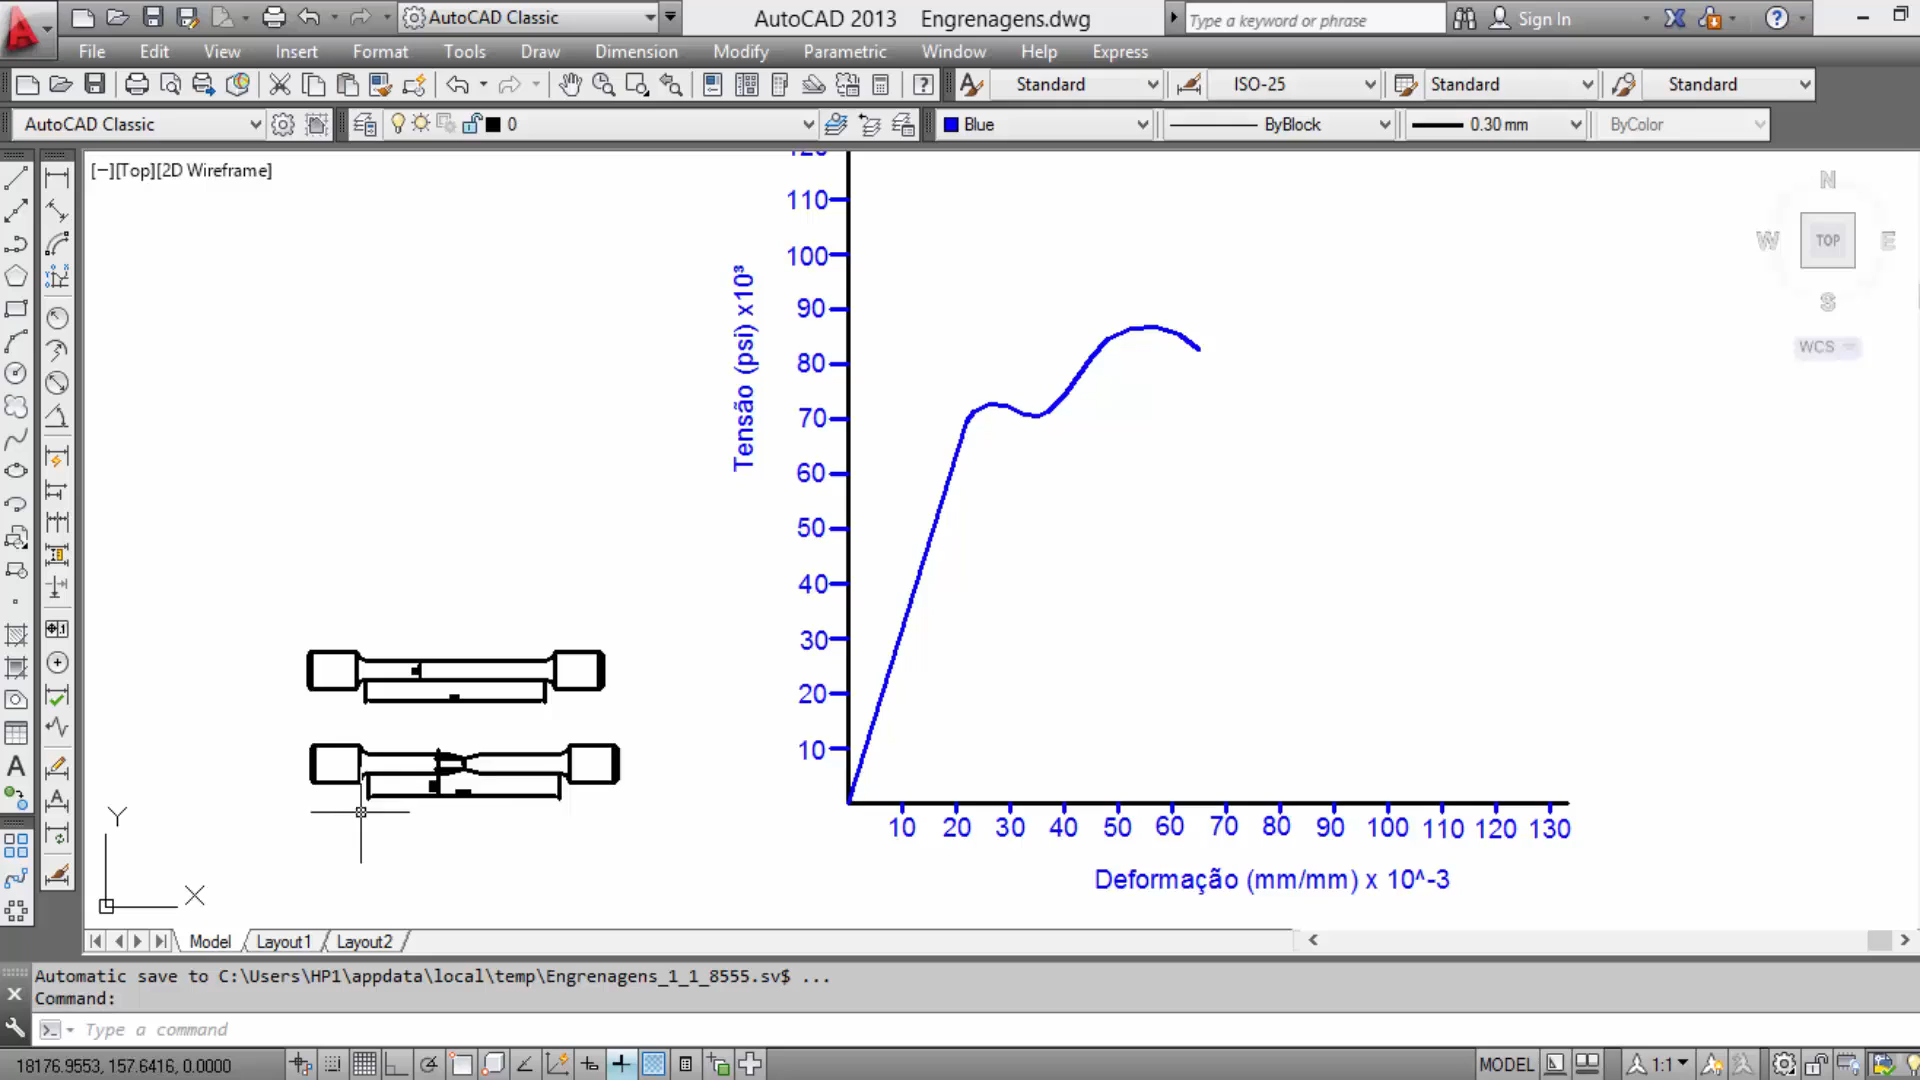 AutoCAD Classic
AutoCAD 2013 Engrenagens.dwg
Type a keyword or phrase
Sign In
File Edit View Insert Format Tools Draw Dimension Modify Parametric Window Help Express
Standard ISO-25 Standard Standard
AutoCAD Classic 0 Blue ByBlock 0.30 mm ByColor
[−][Top][2D Wireframe]
N
W TOP E
S
WCS
120
110
100
90
80
70
60
50
40
30
20
10
Tensão (psi) x10³
10 20 30 40 50 60 70 80 90 100 110 120 130
Deformação (mm/mm) x 10^-3
Y
X
Model Layout1 Layout2
Automatic save to C:\Users\HP1\appdata\local\temp\Engrenagens_1_1_8555.sv$ ...
Command:
Type a command
18176.9553, 157.6416, 0.0000
MODEL 1:1